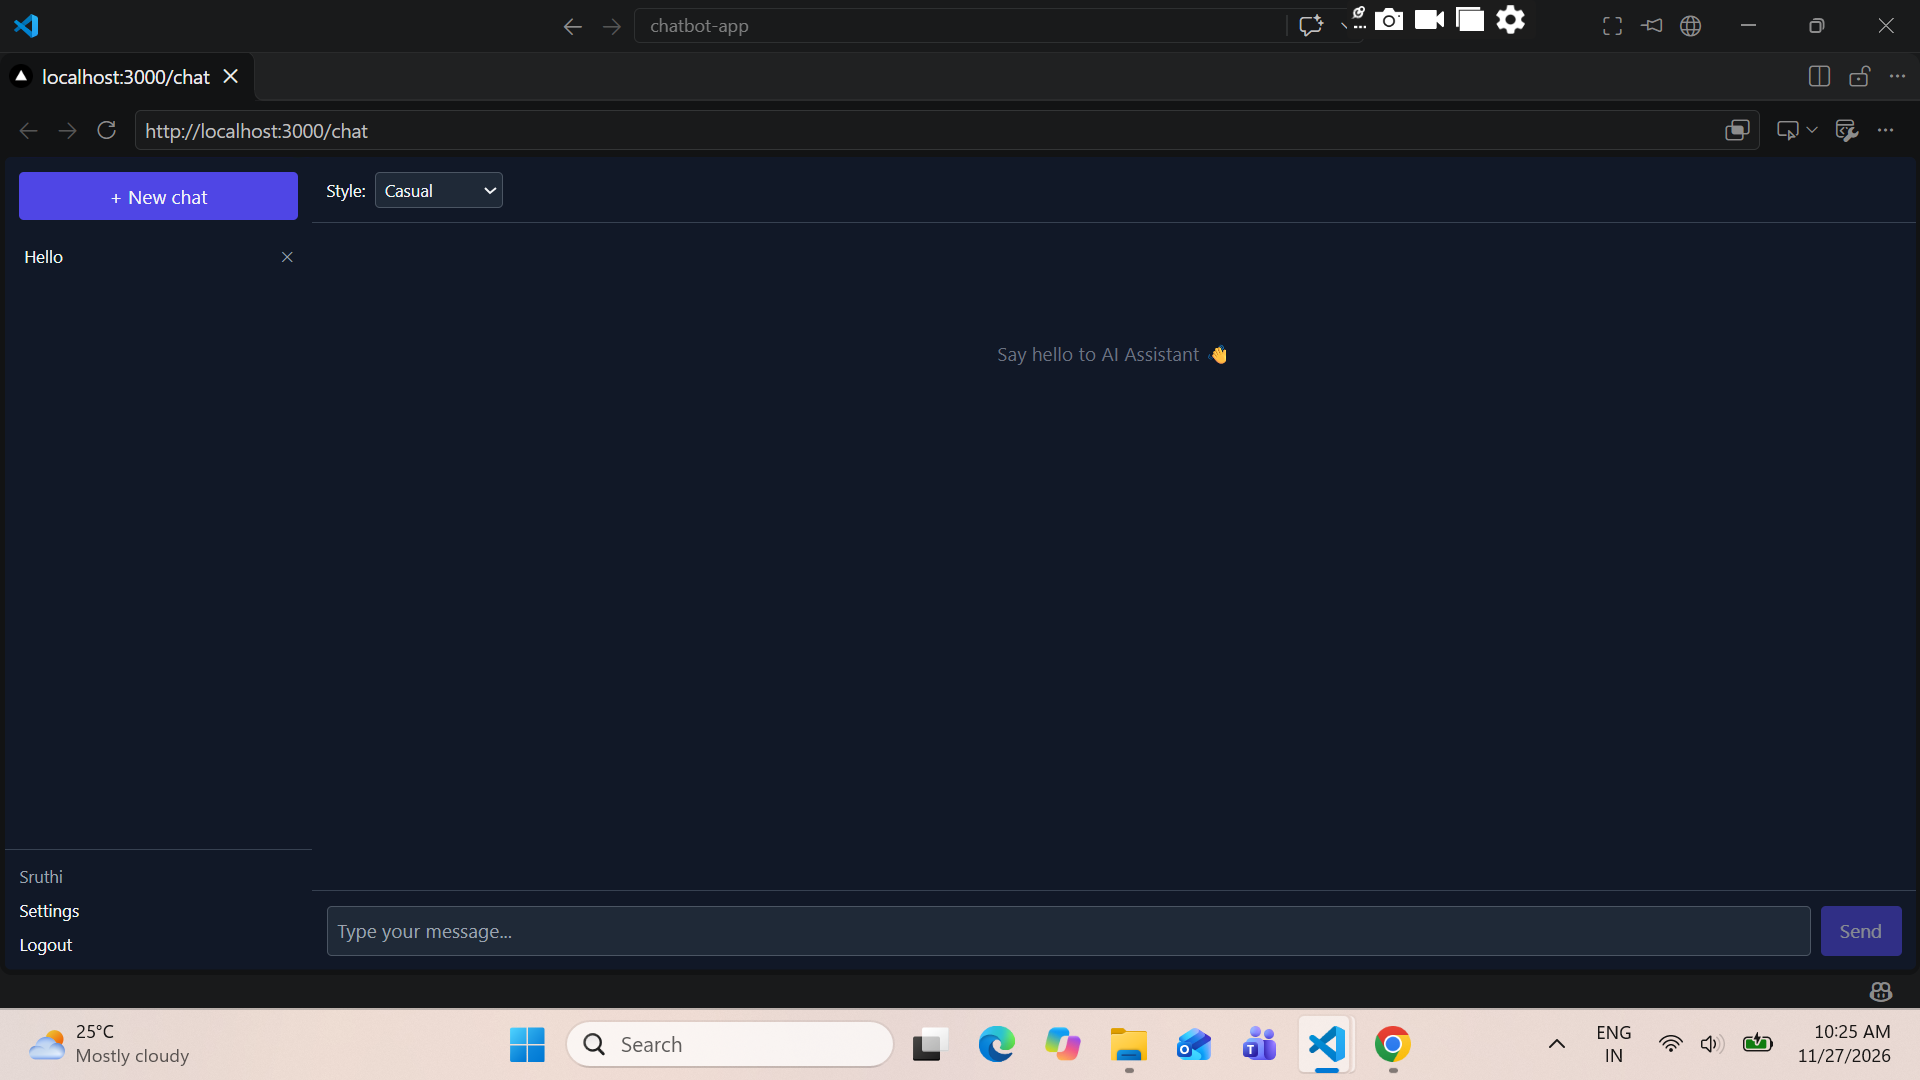 chatbot-app
localhost:3000/chat
http://localhost:3000/chat
+ New chat
Style: Casual
Hello
Say hello to AI Assistant 👋
Sruthi
Settings
Logout
Type your message...
Send
25°C
Mostly cloudy
Search
ENG
IN
10:25 AM
11/27/2026